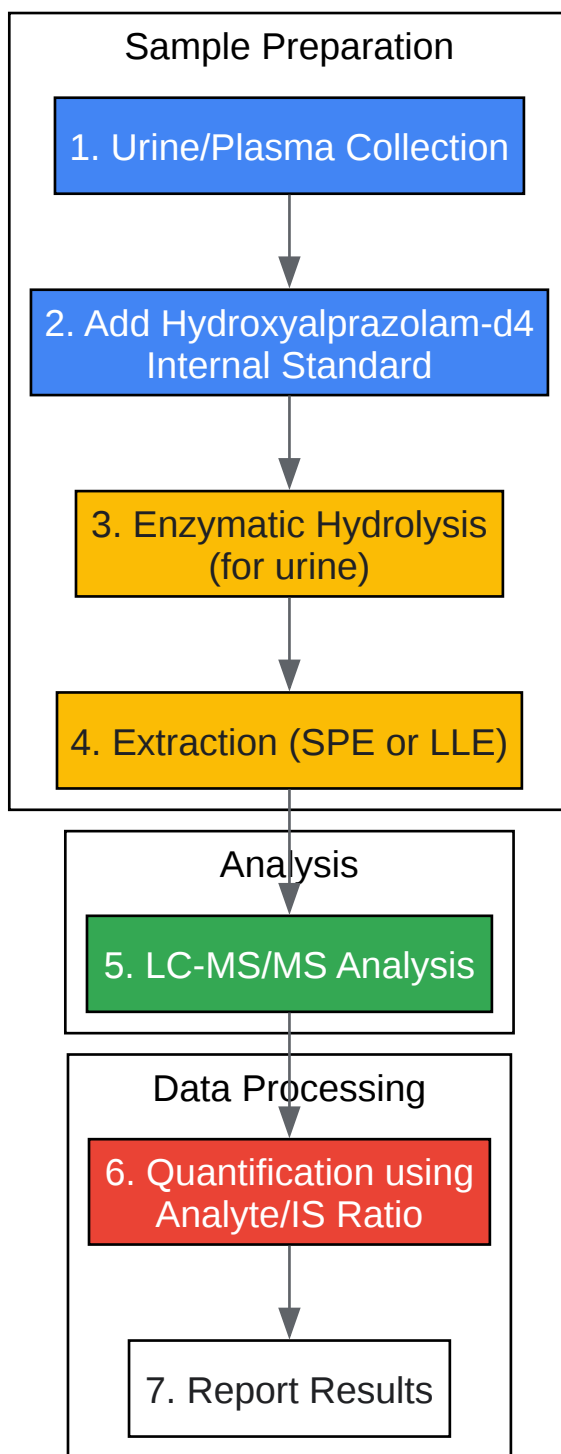 Sample Preparation
1. Urine/Plasma Collection
2. Add Hydroxyalprazolam-d4
Internal Standard
3. Enzymatic Hydrolysis
(for urine)
4. Extraction (SPE or LLE)
Analysis
5. LC-MS/MS Analysis
Data Processing
6. Quantification using
Analyte/IS Ratio
7. Report Results